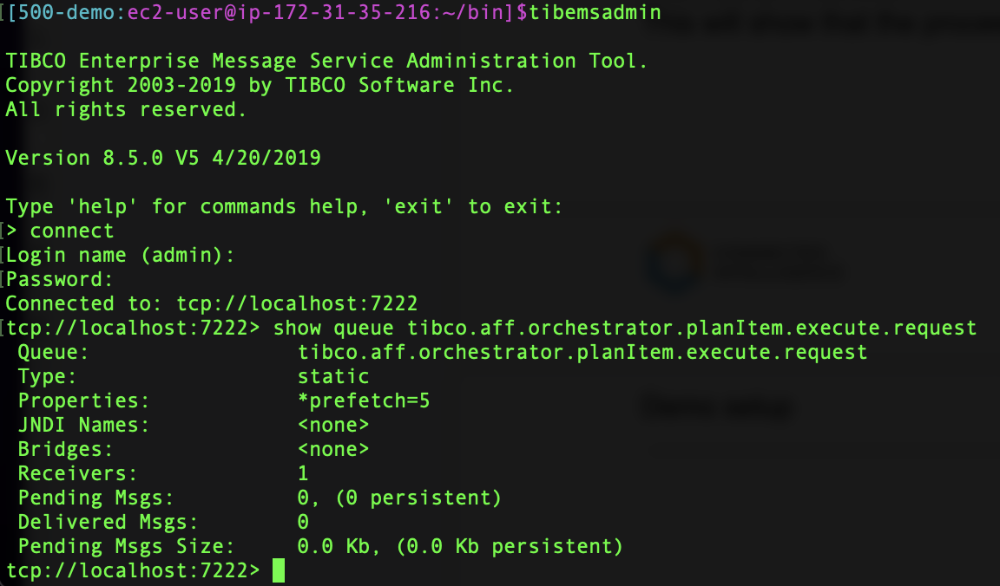 [[500-demo:ec2-user@ip-172-31-35-216:~/bin]$tibemsadmin
TIBCO Enterprise Message Service Administration Tool.
Copyright 2003-2019 by TIBCO Software Inc.
All rights reserved.
Version 8.5.0 V5 4/20/2019
Type 'help' for commands help, 'exit' to exit:
[> connect
[Login name (admin):
[Password:
Connected to: tcp://localhost:7222
[tcp://localhost:7222> show queue tibco.aff.orchestrator.planItem.execute.request
Queue: tibco.aff.orchestrator.planItem.execute.request
Type: static
Properties: *prefetch=5
JNDI Names: <none>
Bridges: <none>
Receivers: 1
Pending Msgs: 0, (0 persistent)
Delivered Msgs: 0
Pending Msgs Size: 0.0 Kb, (0.0 Kb persistent)
tcp://localhost:7222>